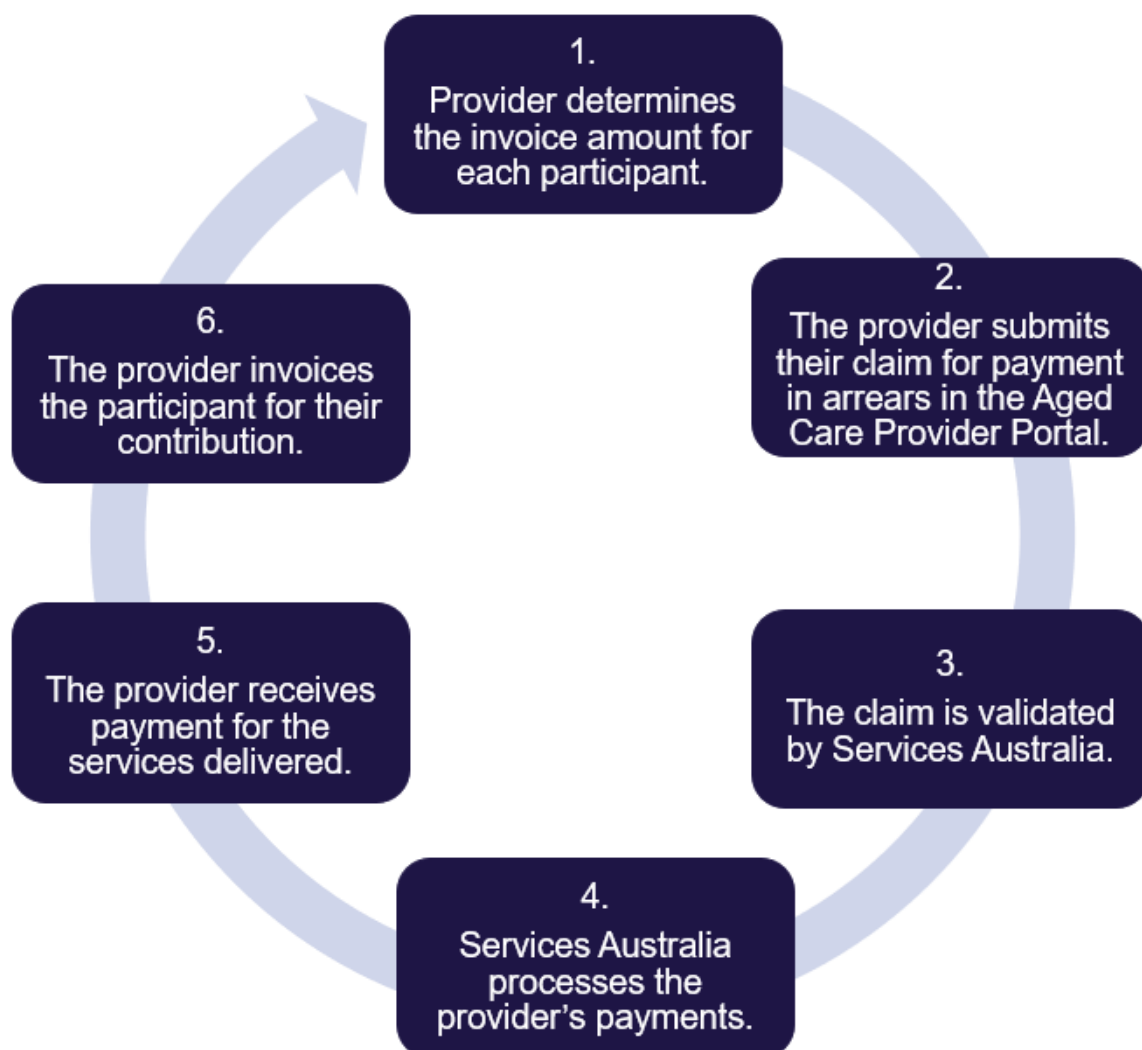 1.
Provider determines
the invoice amount for
each participant.
2.
The provider submits
their claim for payment
in arrears in the Aged
Care Provider Portal.
3.
The claim is validated
by Services Australia.
4.
Services Australia
processes the
provider’s payments.
5.
The provider receives
payment for the
services delivered.
6.
The provider invoices
the participant for their
contribution.